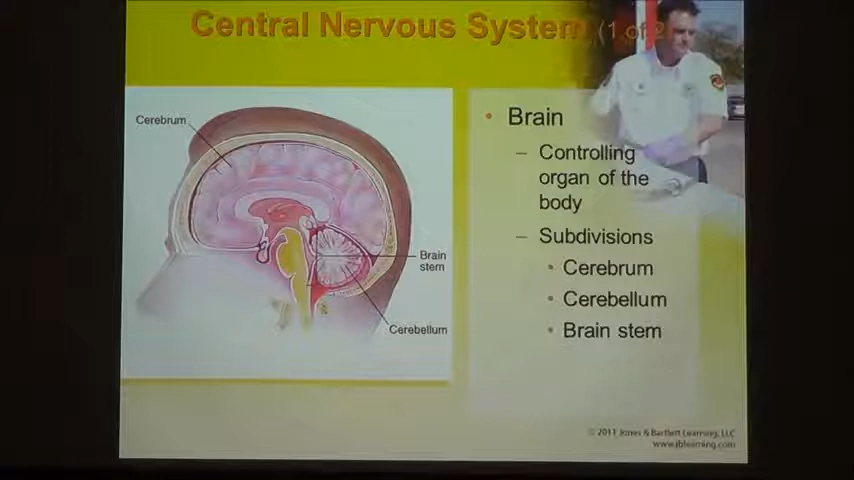 Central Nervous System (1 of 2)
Cerebrum
Brain
stem
Cerebellum
• Brain
– Controlling
organ of the
body
– Subdivisions
• Cerebrum
• Cerebellum
• Brain stem
© 2011 Jones & Bartlett Learning, LLC
www.jblearning.com